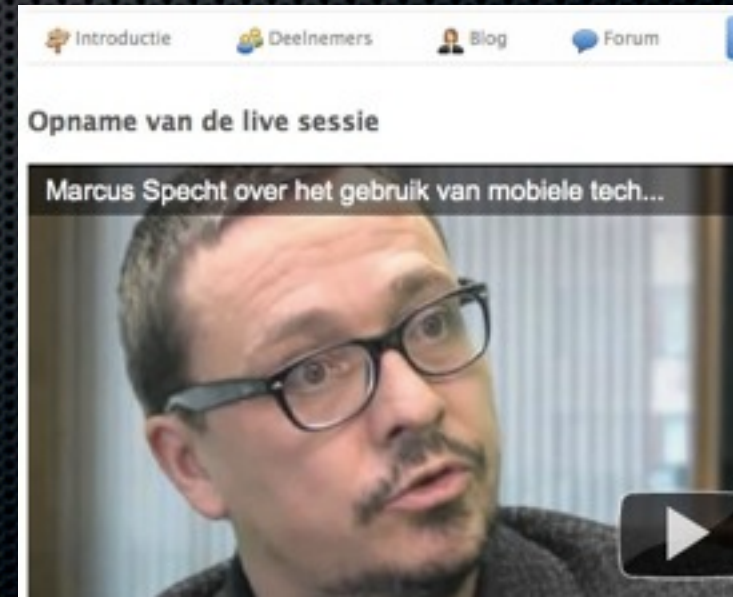 Introductie Deelnemers Blog Forum
Opname van de live sessie
Marcus Specht over het gebruik van mobiele tech...